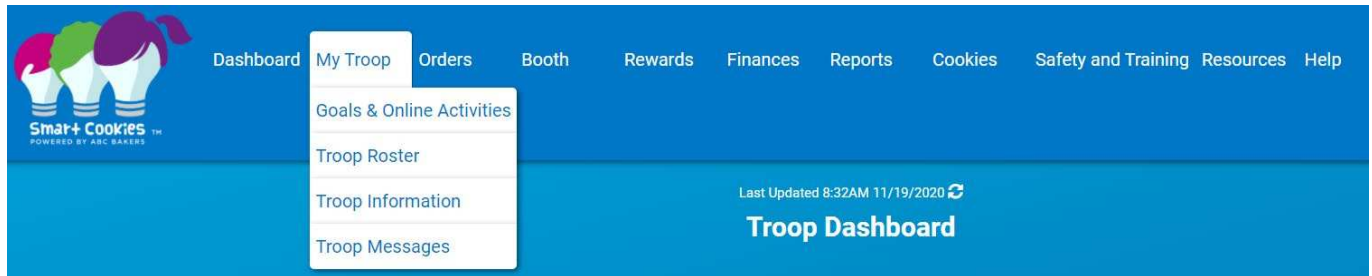 Dashboard My Troop Orders Booth Rewards Finances Reports Cookies Safety and Training Resources Help
Smart Cookies TM
POWERED BY ABC BAKERS
Goals & Online Activities
Troop Roster
Troop Information
Troop Messages
Last Updated 8:32AM 11/19/2020
Troop Dashboard